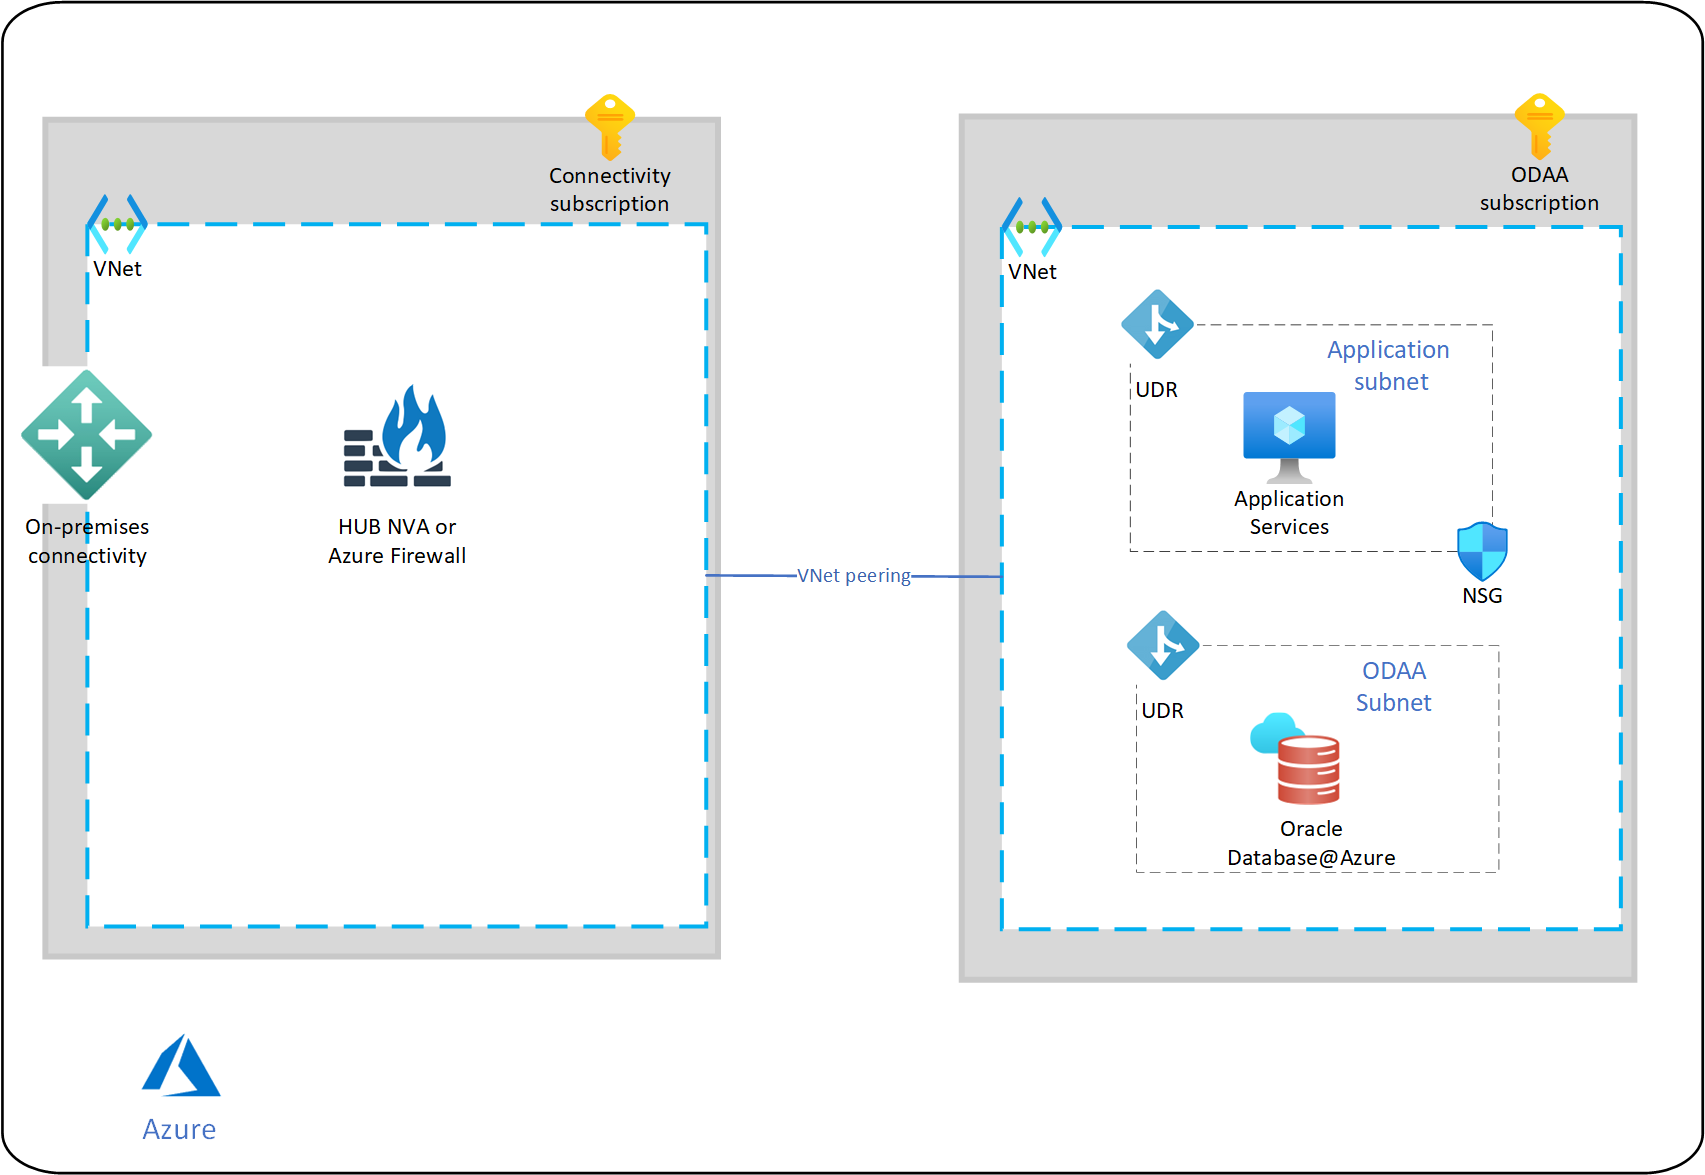 Connectivity
subscription
VNet
On-premises
connectivity
HUB NVA or
Azure Firewall
VNet peering
ODAA
subscription
VNet
UDR
Application
subnet
Application
Services
NSG
UDR
ODAA
Subnet
Oracle
Database@Azure
Azure